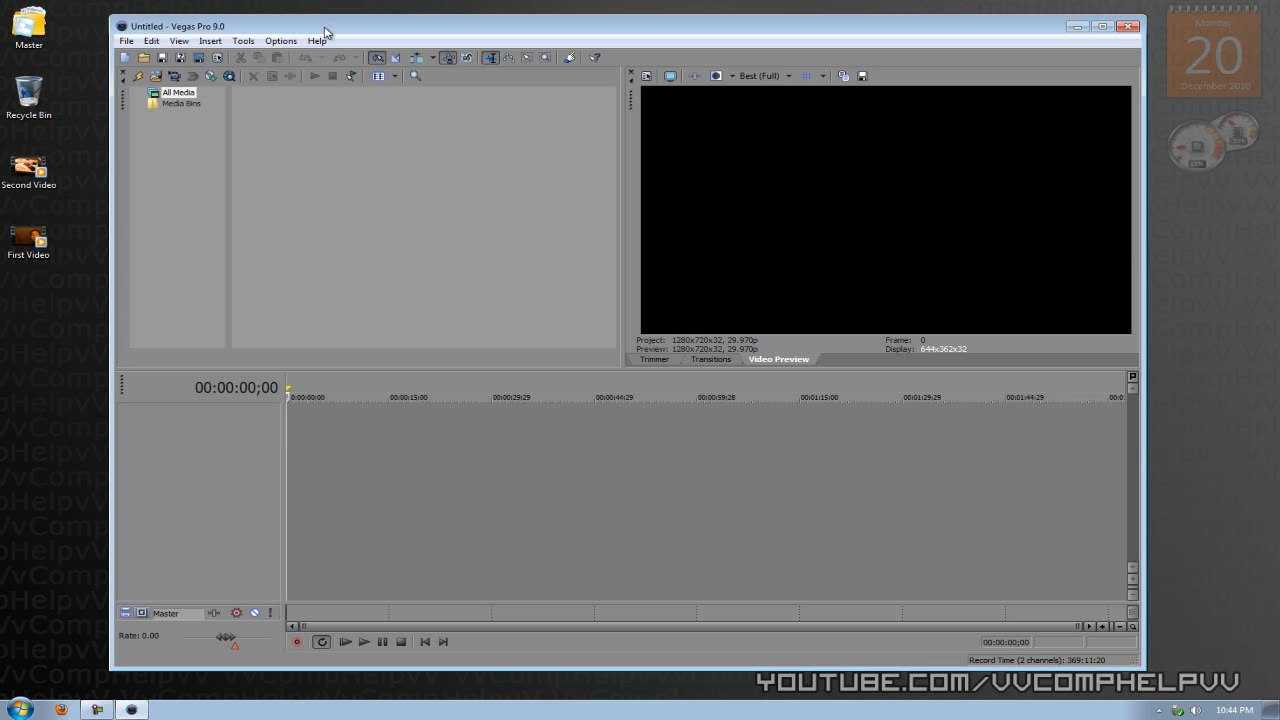 Untitled - Vegas Pro 9.0
File Edit View Insert Tools Options Help
Master
Recycle Bin
Second Video
First Video
Monday
20
December 2010
All Media
Media Bins
Best (Full)
Project: 1280x720x32, 29.970p
Preview: 1280x720x32, 29.970p
Frame: 0
Display: 644x362x32
Trimmer Transitions Video Preview
00:00:00;00
0:00:00:00 00:00:15:00 00:00:29:29 00:00:44:29 00:00:59:28 00:01:15:00 00:01:29:29 00:01:44:29 00:0
Master
Rate: 0.00
00:00:00;00
Record Time (2 channels): 369:11:20
YOUTUBE.COM/VVCOMPHELPVV
10:44 PM